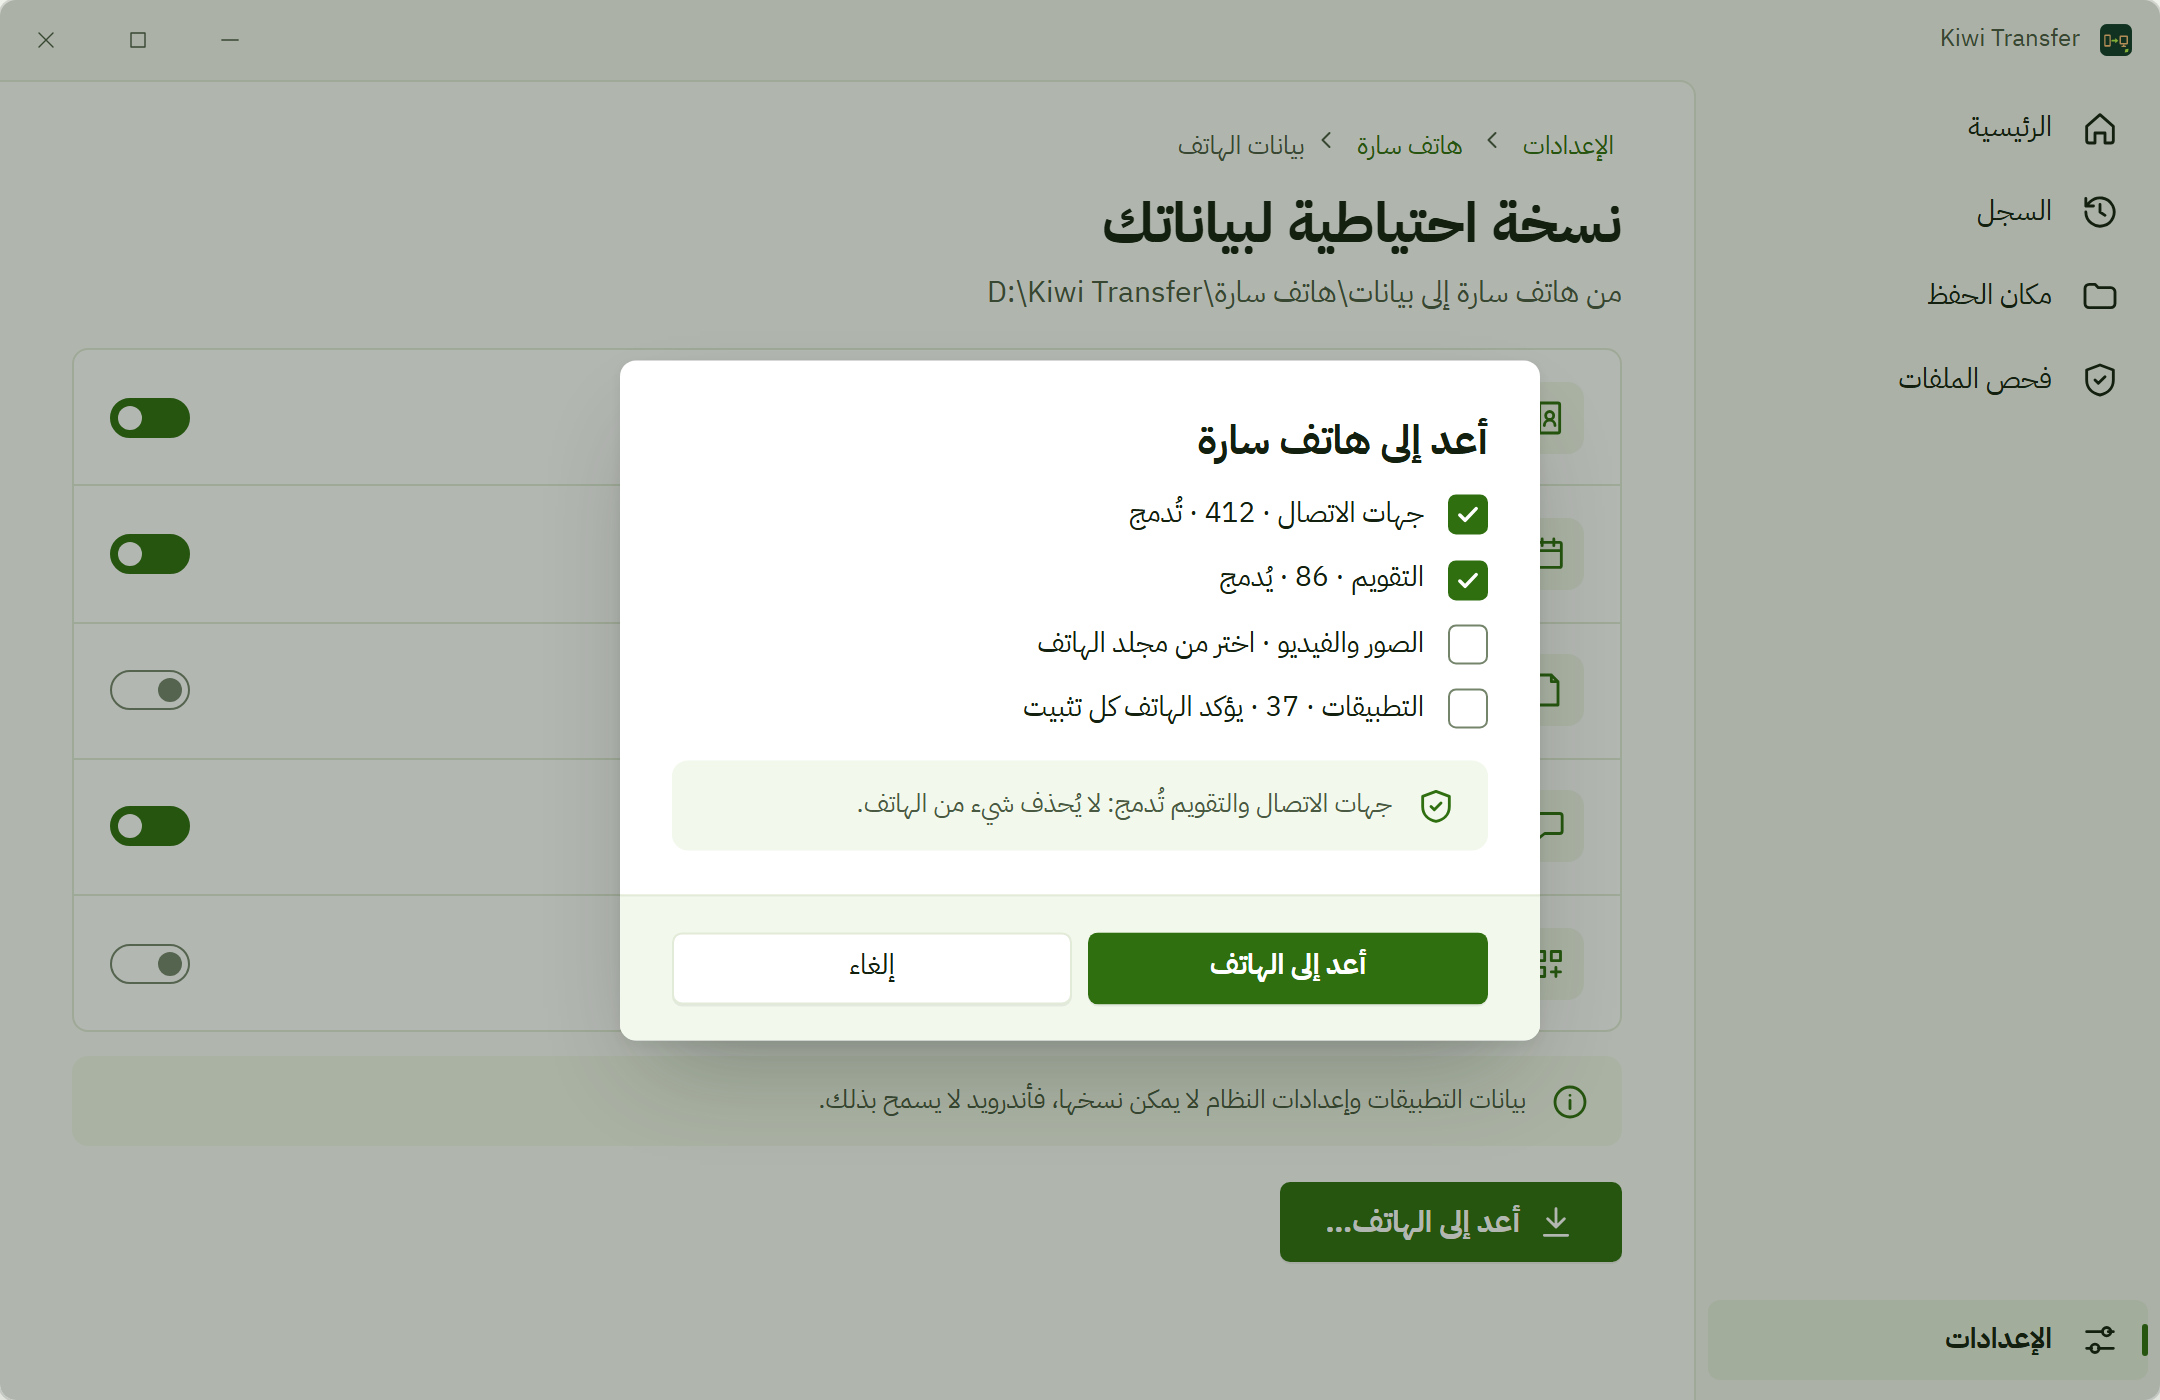 Kiwi Transfer
الرئيسية
السجل
مكان الحفظ
فحص الملفات
الإعدادات
الإعدادات › هاتف سارة › بيانات الهاتف
نسخة احتياطية لبياناتك
من هاتف سارة إلى D:\Kiwi Transfer\هاتف سارة\بيانات
أعد إلى هاتف سارة
جهات الاتصال · 412 · تُدمج
التقويم · 86 · يُدمج
الصور والفيديو · اختر من مجلد الهاتف
التطبيقات · 37 · يؤكد الهاتف كل تثبيت
جهات الاتصال والتقويم تُدمج: لا يُحذف شيء من الهاتف.
أعد إلى الهاتف
إلغاء
بيانات التطبيقات وإعدادات النظام لا يمكن نسخها، فأندرويد لا يسمح بذلك.
أعد إلى الهاتف...